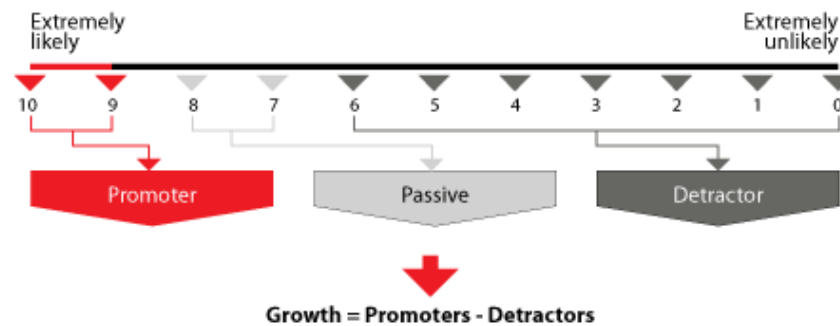 Extremely likely
Extremely unlikely
10 9 8 7 6 5 4 3 2 1 0
Promoter
Passive
Detractor
Growth = Promoters - Detractors